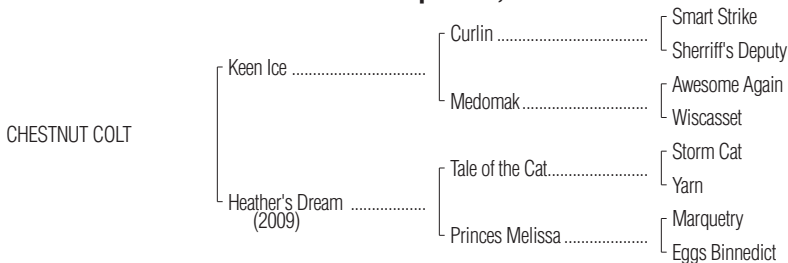 Smart Strike
Curlin ....................................
Sherriff's Deputy
Keen Ice ................................
Awesome Again
Medomak ..............................
Wiscasset
CHESTNUT COLT
Storm Cat
Tale of the Cat........................
Yarn
Heather's Dream ..................
(2009)
Marquetry
Princes Melissa ....................
Eggs Binnedict